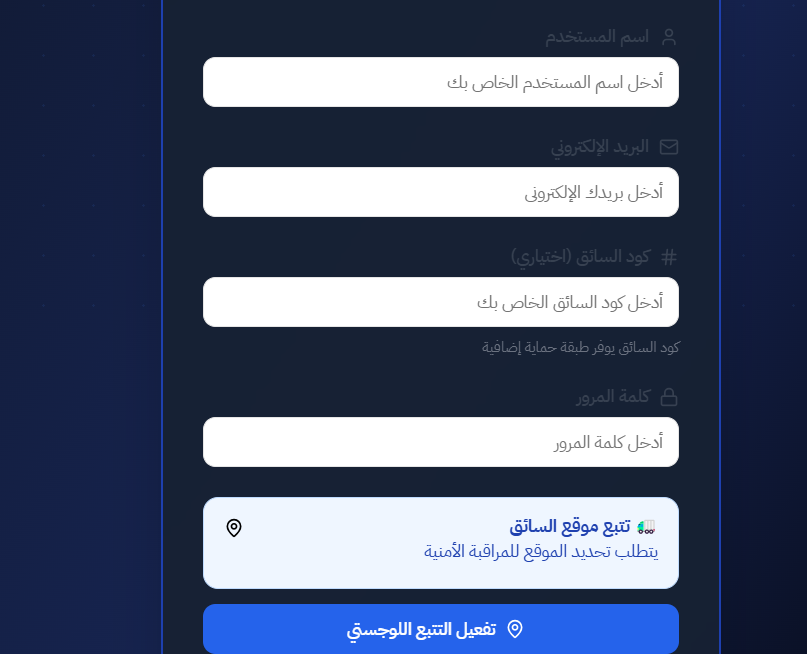 اسم المستخدم
أدخل اسم المستخدم الخاص بك
البريد الإلكتروني
أدخل بريدك الإلكتروني
كود السائق (اختياري)
أدخل كود السائق الخاص بك
كود السائق يوفر طبقة حماية إضافية
كلمة المرور
أدخل كلمة المرور
🚛 تتبع موقع السائق
يتطلب تحديد الموقع للمراقبة الأمنية
تفعيل التتبع اللوجستي